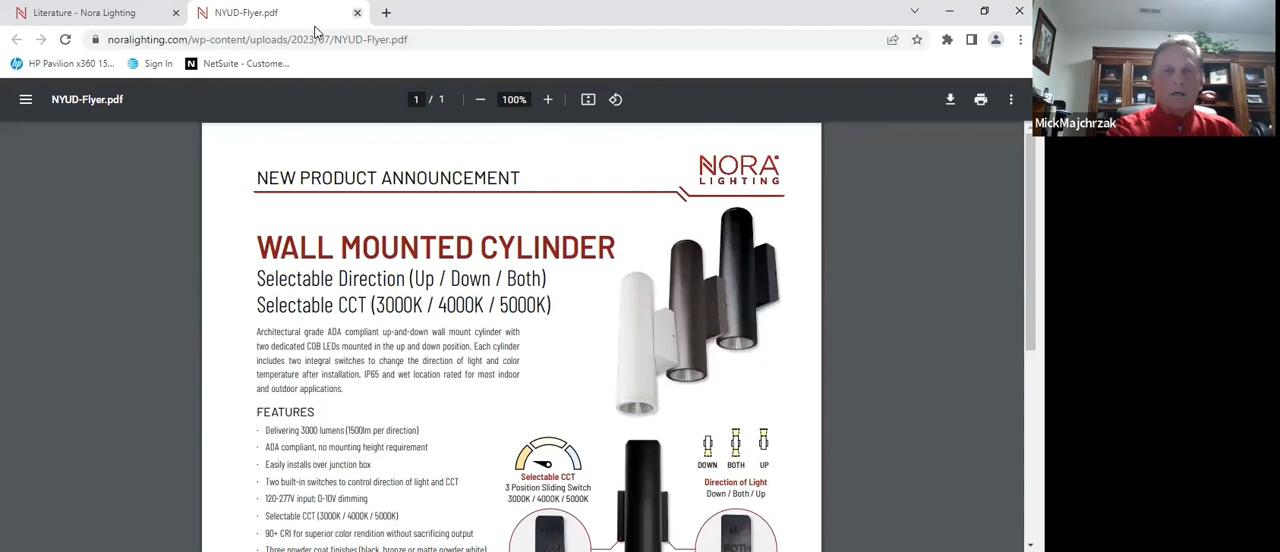 Literature - Nora Lighting
NYUD-Flyer.pdf
noralighting.com/wp-content/uploads/2023/07/NYUD-Flyer.pdf
HP Pavilion x360 15...
Sign In
NetSuite - Custome...
NYUD-Flyer.pdf
1 / 1
100%
MickMajchrzak
NEW PRODUCT ANNOUNCEMENT
NORA
LIGHTING
WALL MOUNTED CYLINDER
Selectable Direction (Up / Down / Both)
Selectable CCT (3000K / 4000K / 5000K)
Architectural grade ADA compliant up-and-down wall mount cylinder with
two dedicated COB LEDs mounted in the up and down position. Each cylinder
includes two integral switches to change the direction of light and color
temperature after installation. IP65 and wet location rated for most indoor
and outdoor applications.
FEATURES
· Delivering 3000 lumens (1500lm per direction)
· ADA compliant, no mounting height requirement
· Easily installs over junction box
· Two built-in switches to control direction of light and CCT
· 120-277V input; 0-10V dimming
· Selectable CCT (3000K / 4000K / 5000K)
· 90+ CRI for superior color rendition without sacrificing output
· Three powder coat finishes (black, bronze or matte powder white)
Selectable CCT
3 Position Sliding Switch
3000K / 4000K / 5000K
DOWN BOTH UP
Direction of Light
Down / Both / Up
BOTH